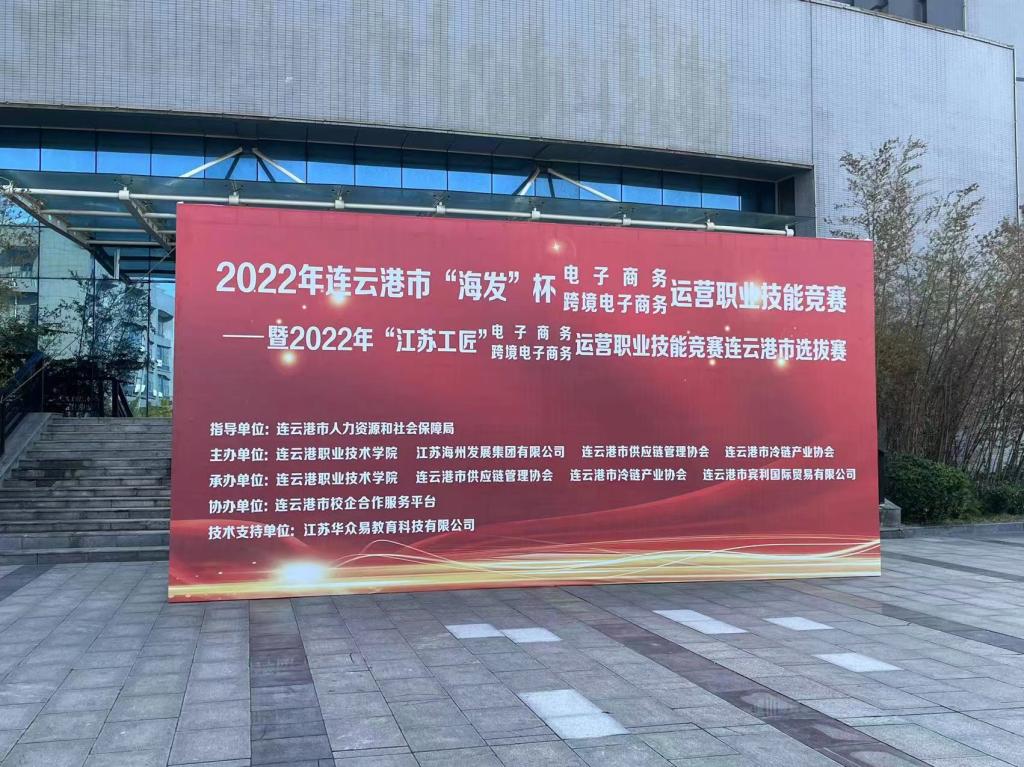 2022年连云港市“海发”杯 电子商务 跨境电子商务 运营职业技能竞赛
——暨2022年“江苏工匠” 电子商务 跨境电子商务 运营职业技能竞赛连云港市选拔赛
指导单位：连云港市人力资源和社会保障局
主办单位：连云港职业技术学院 江苏海州发展集团有限公司 连云港市供应链管理协会 连云港市冷链产业协会
承办单位：连云港职业技术学院 连云港市供应链管理协会 连云港市冷链产业协会 连云港市宾利国际贸易有限公司
协办单位：连云港市校企合作服务平台
技术支持单位：江苏华众易教育科技有限公司